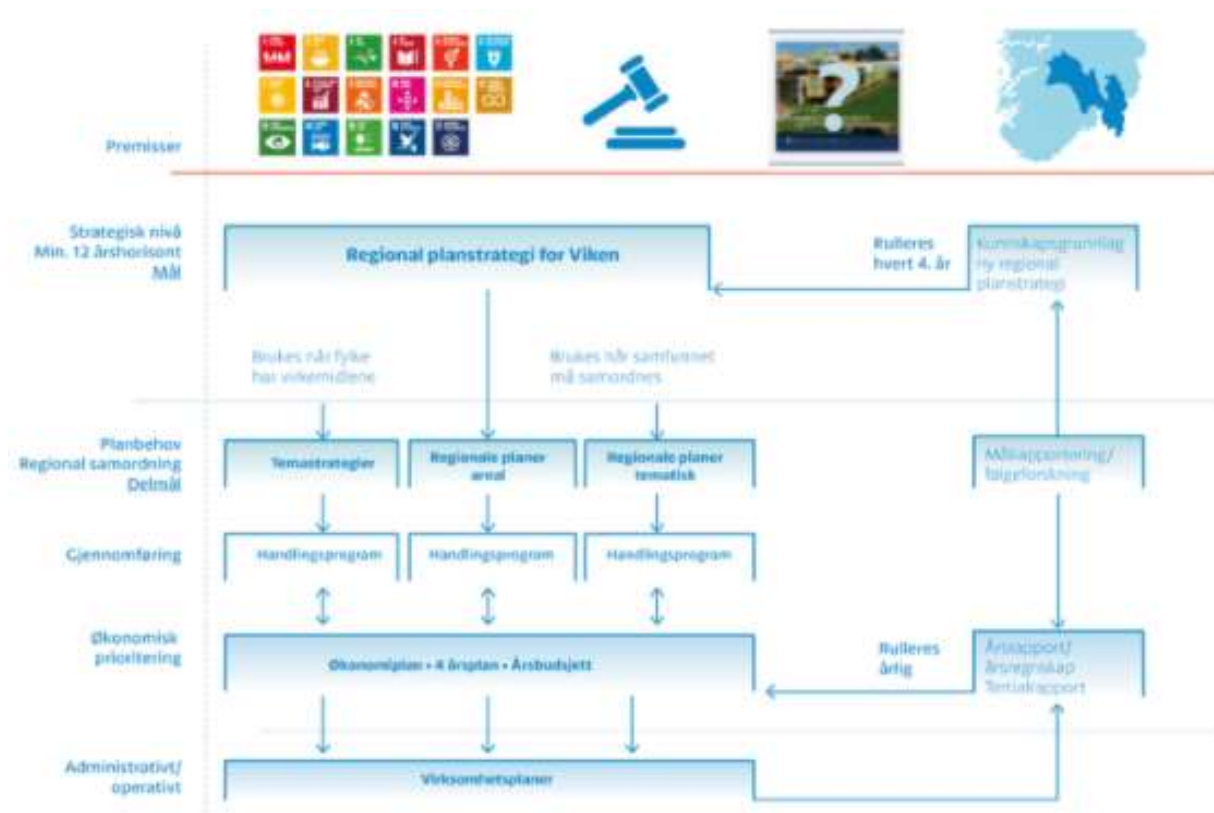 Premisser
Strategisk nivå
Min. 12 årshorisont
Mål
Regional planstrategi for Viken
Rulleres
hvert 4. år
Kunnskapsgrunnlag
ny regional
planstrategi
Brukes når fylke
har virkemidlene
Brukes når samfunnet
må samordnes
Planbehov
Regional samordning
Delmål
Temastrategier
Regionale planer
areal
Regionale planer
tematisk
Målrapportering/
følgeforskning
Gjennomføring
Handlingsprogram
Handlingsprogram
Handlingsprogram
Økonomisk
prioritering
Økonomiplan • 4 årsplan • Årsbudsjett
Rulleres
årlig
Årsrapport/
årsregnskap
Tertialrapport
Administrativt/
operativt
Virksomhetsplaner